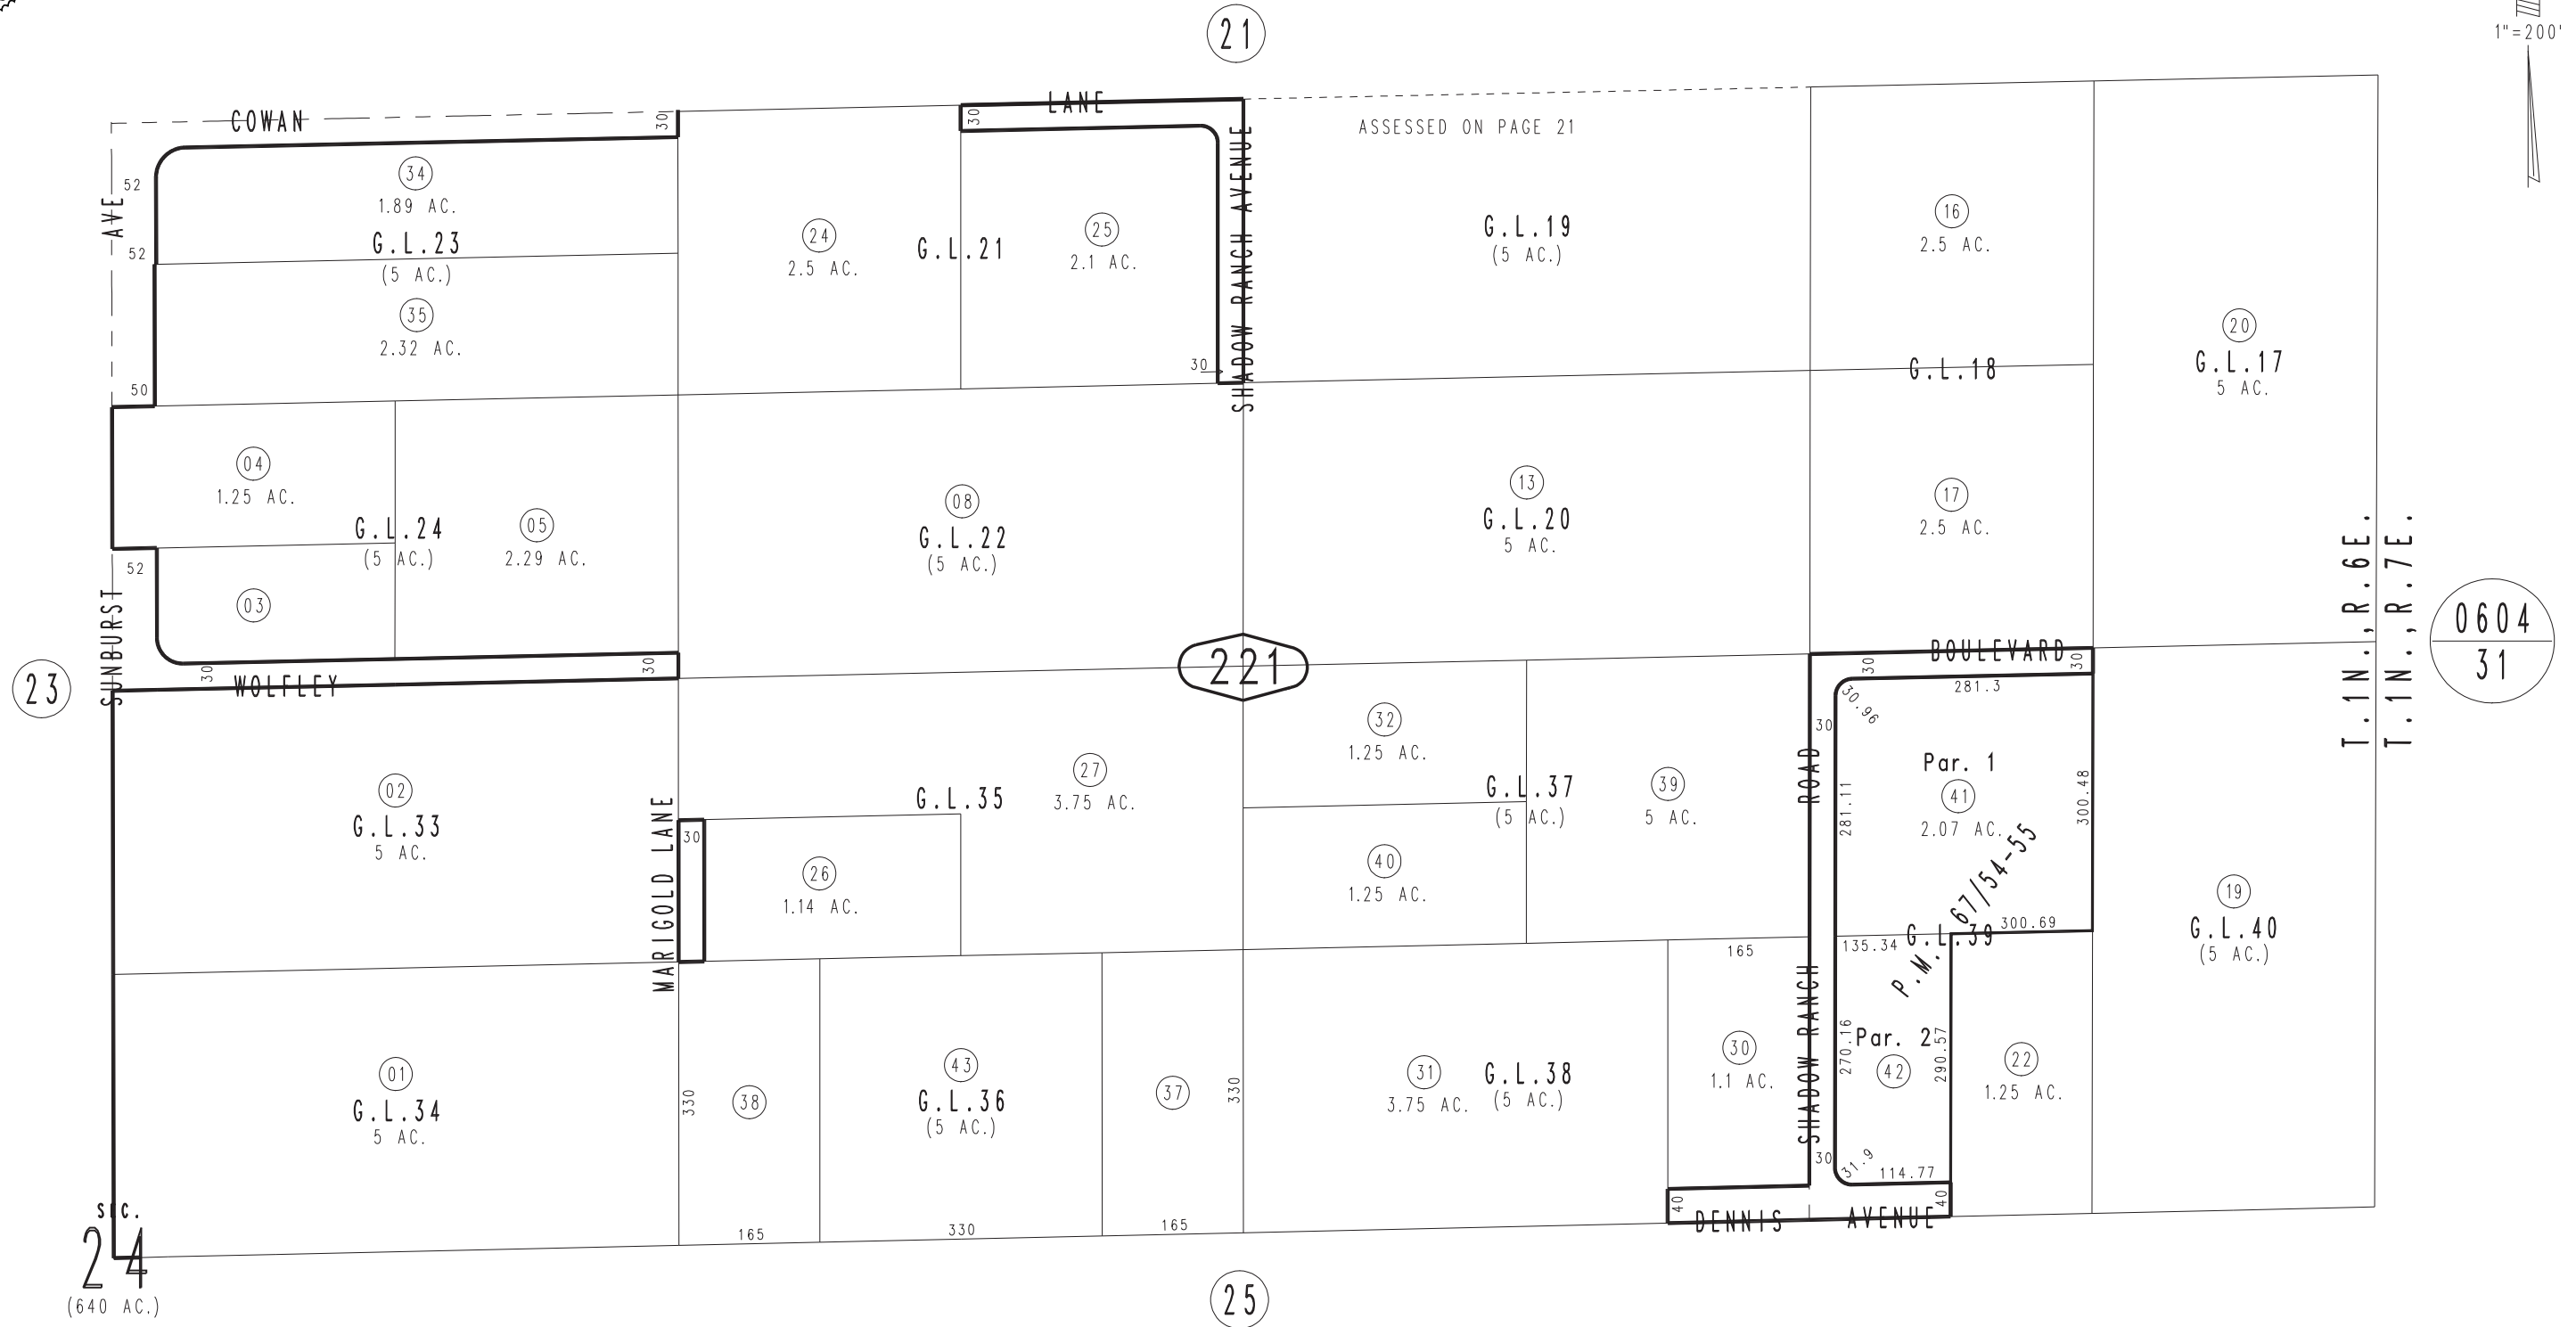 21
1"=200'
COWAN
30
30
LANE
ASSESSED ON PAGE 21
52
AVE
52
50
34
1.89 AC.
G.L.23
(5 AC.)
35
2.32 AC.
24
2.5 AC.
G.L.21
25
2.1 AC.
30
SHADOW RANCH AVENUE
G.L.19
(5 AC.)
16
2.5 AC.
G.L.18
20
G.L.17
5 AC.
04
1.25 AC.
G.L.24
(5 AC.)
05
2.29 AC.
52
03
08
G.L.22
(5 AC.)
13
G.L.20
5 AC.
17
2.5 AC.
T.1N.,R.6E.
T.1N.,R.7E.
0604
31
23
SUNBURST
30
WOLFLEY
30
221
30
BOULEVARD
30
281.3
30.96
30
02
G.L.33
5 AC.
MARIGOLD LANE
30
26
1.14 AC.
G.L.35
27
3.75 AC.
32
1.25 AC.
G.L.37
(5 AC.)
39
5 AC.
40
1.25 AC.
ROAD
281.11
Par. 1
41
2.07 AC.
300.48
300.69
135.34
G.L.39
P.M. 67/54-55
19
G.L.40
(5 AC.)
01
G.L.34
5 AC.
330
38
165
43
G.L.36
(5 AC.)
330
37
165
330
31
3.75 AC.
G.L.38
(5 AC.)
165
30
1.1 AC.
SHADOW RANCH
270.16
Par. 2
42
290.57
22
1.25 AC.
30
31.9
114.77
40
40
DENNIS
AVENUE
SEC.
24
(640 AC.)
25